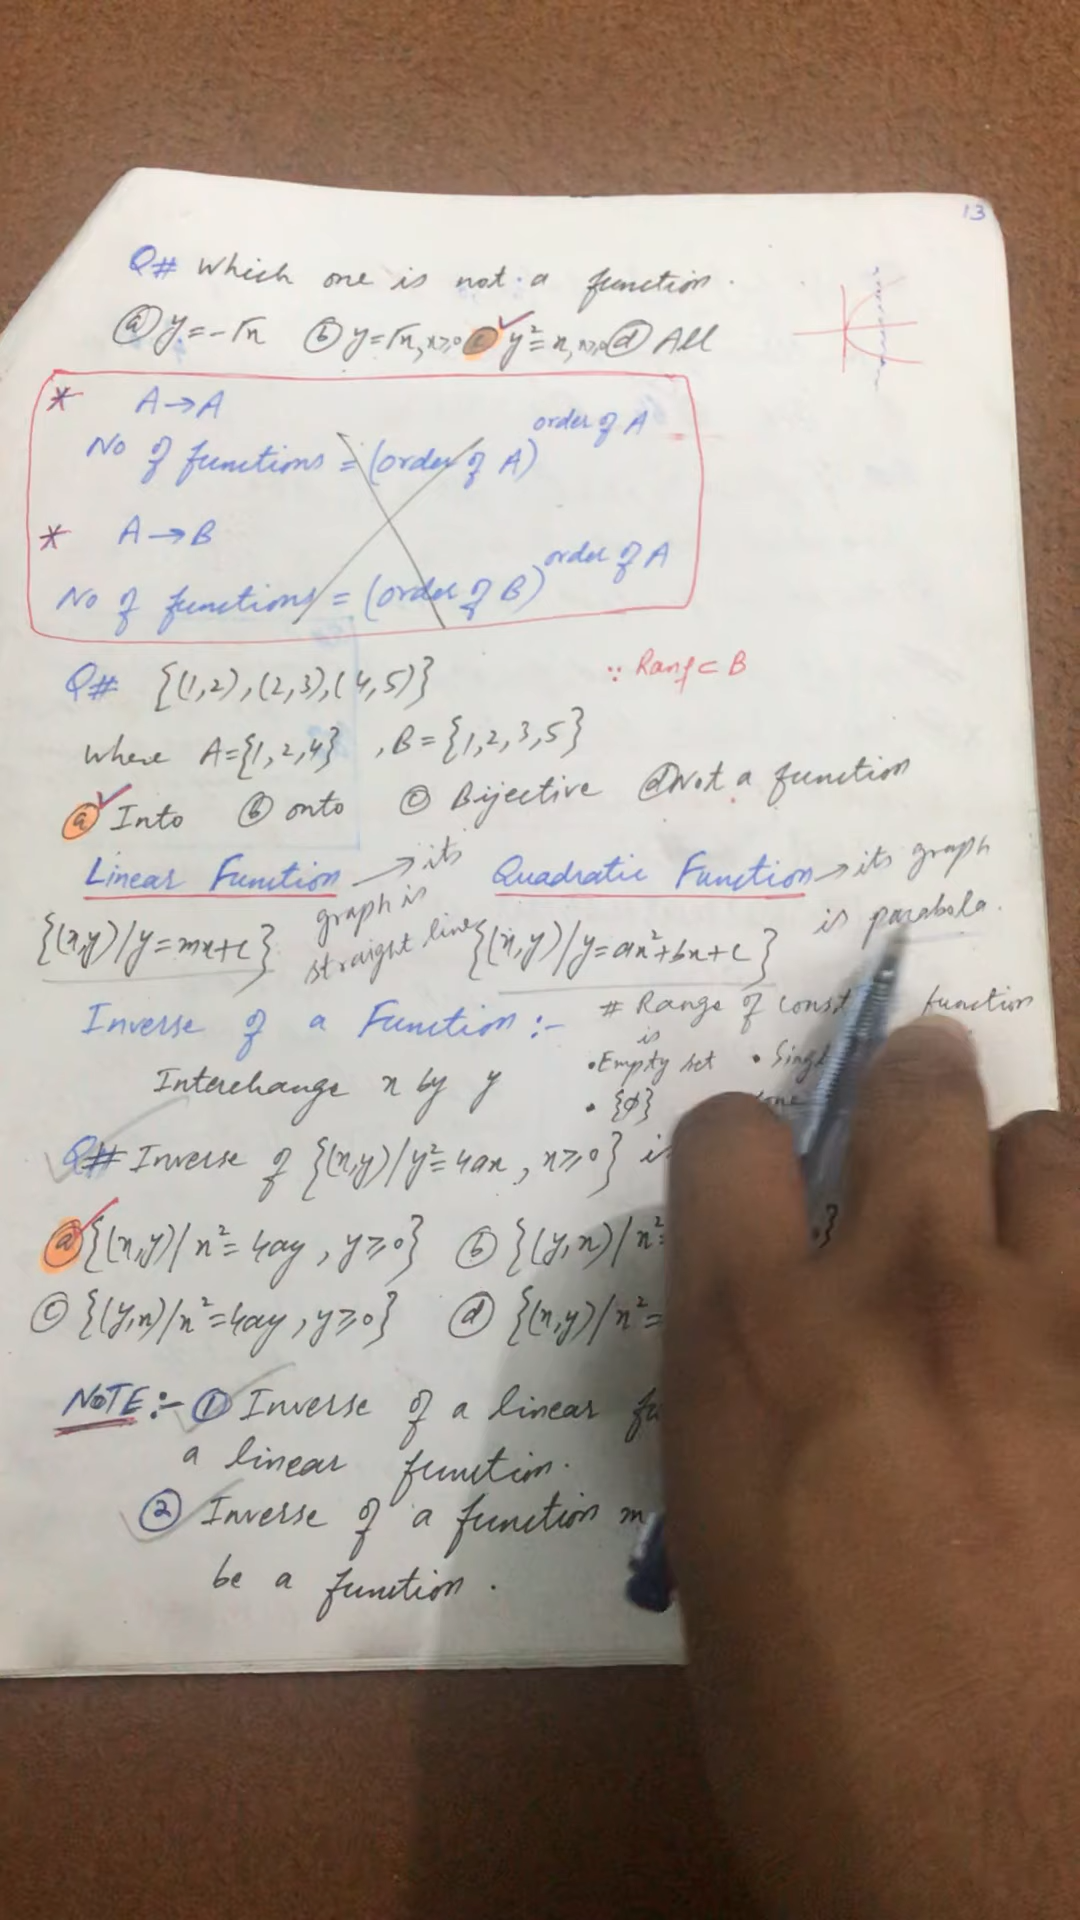 13
Q# Which one is not a function.
ⓐ y=-√x ⓑ y=√x, x≥0 ⓒ y²=x, x≥0 ⓓ All
* A→A
No of functions = (order of A)^order of A
* A→B
No of functions = (order of B)^order of A
Q# {(1,2),(2,3),(4,5)}
∵ Rang ⊂ B
where A={1,2,4} , B={1,2,3,5}
ⓐ Into ⓑ onto ⓒ Bijective ⓓ Not a function
Linear Function → its graph is straight line
{(x,y)/y=mx+c}
Quadratic Function → its graph is parabola.
{(x,y)/y=ax²+bx+c}
Inverse of a Function :-
Interchange x by y
# Range of const function
is
• Empty set •
• {φ}
Q# Inverse of {(x,y)/y²=4ax, x≥0}
ⓐ {(x,y)/x²=4ay, y≥0} ⓑ {(y,x)/x²=
ⓒ {(y,x)/x²=4ay, y≥0} ⓓ {(x,y)/x²=
NOTE:- ① Inverse of a linear
a linear function.
② Inverse of a function
be a function.